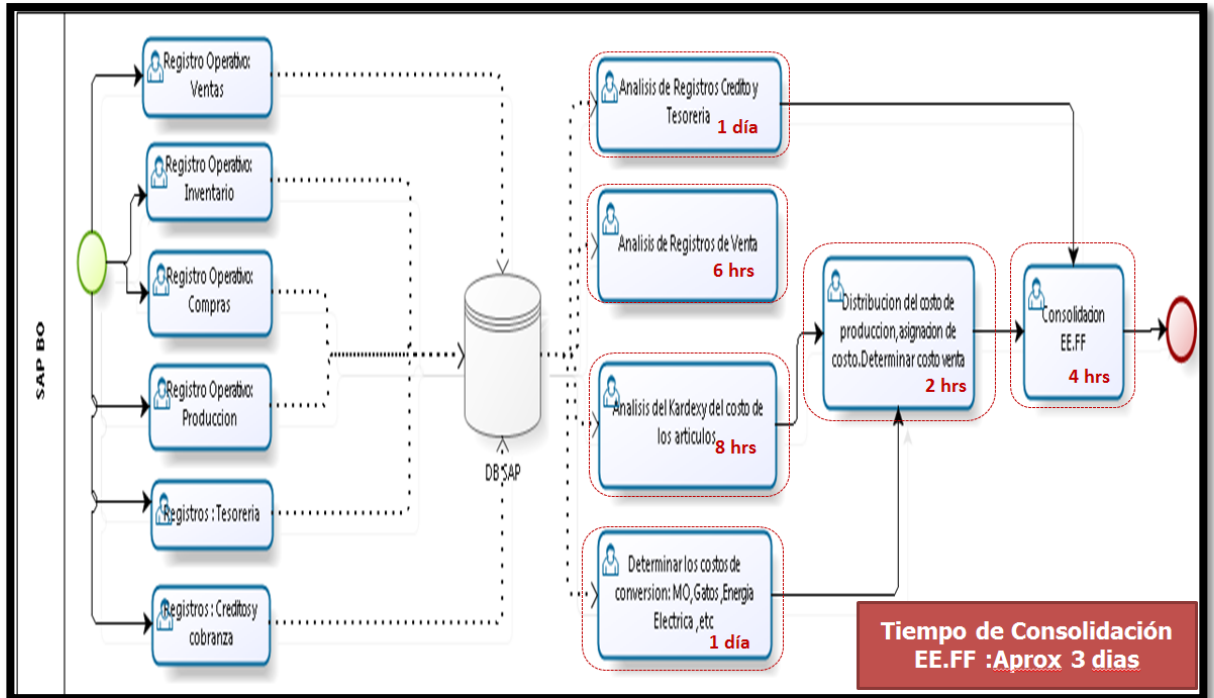 SAP BO
Registro Operativo:
Ventas
Registro Operativo:
Inventario
Registro Operativo:
Compras
Registro Operativo:
Produccion
Registros : Tesoreria
Registros : Creditos y
cobranza
DB SAP
Analisis de Registros Credito y
Tesoreria
1 día
Analisis de Registros de Venta
6 hrs
Analisis del Kardex y del costo de
los articulos
8 hrs
Determinar los costos de
conversion: MO,Gatos,Energia
Electrica ,etc
1 día
Distribucion del costo de
produccion,asignacion de
costo.Determinar costo venta
2 hrs
Consolidacion
EE.FF
4 hrs
Tiempo de Consolidación
EE.FF :Aprox 3 dias